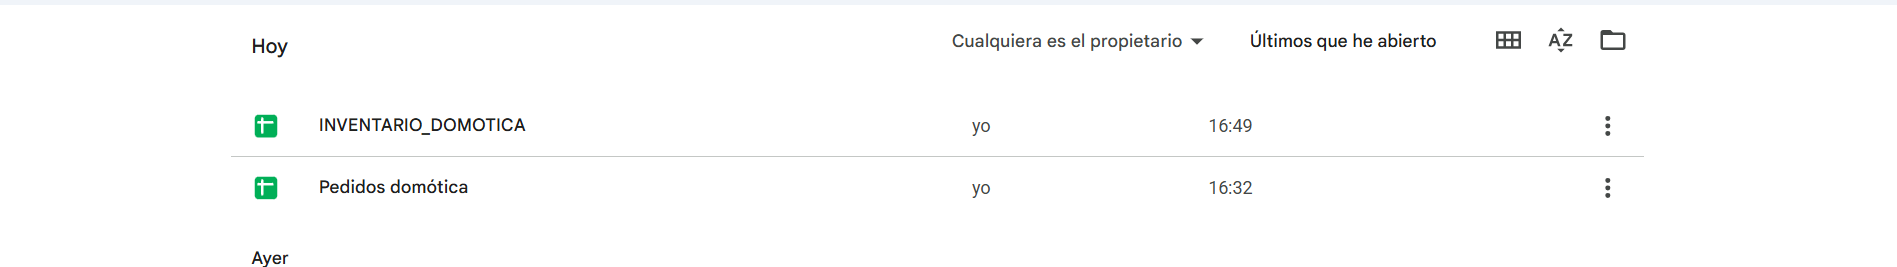 Hoy Cualquiera es el propietario Últimos que he abierto AZ
INVENTARIO_DOMOTICA yo 16:49
Pedidos domótica yo 16:32
Ayer